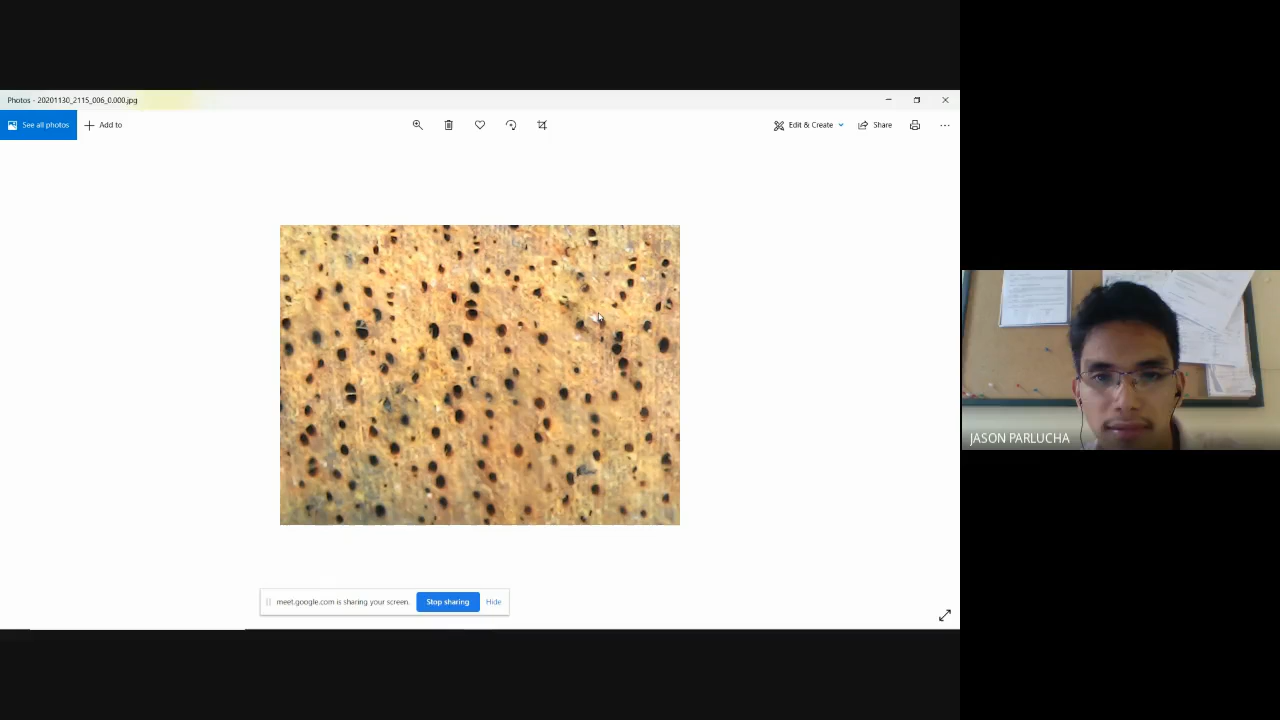 Photos - 20201130_2115_006_0.000.jpg
See all photos
Add to
Edit & Create
Share
meet.google.com is sharing your screen.
Stop sharing
Hide
JASON PARLUCHA